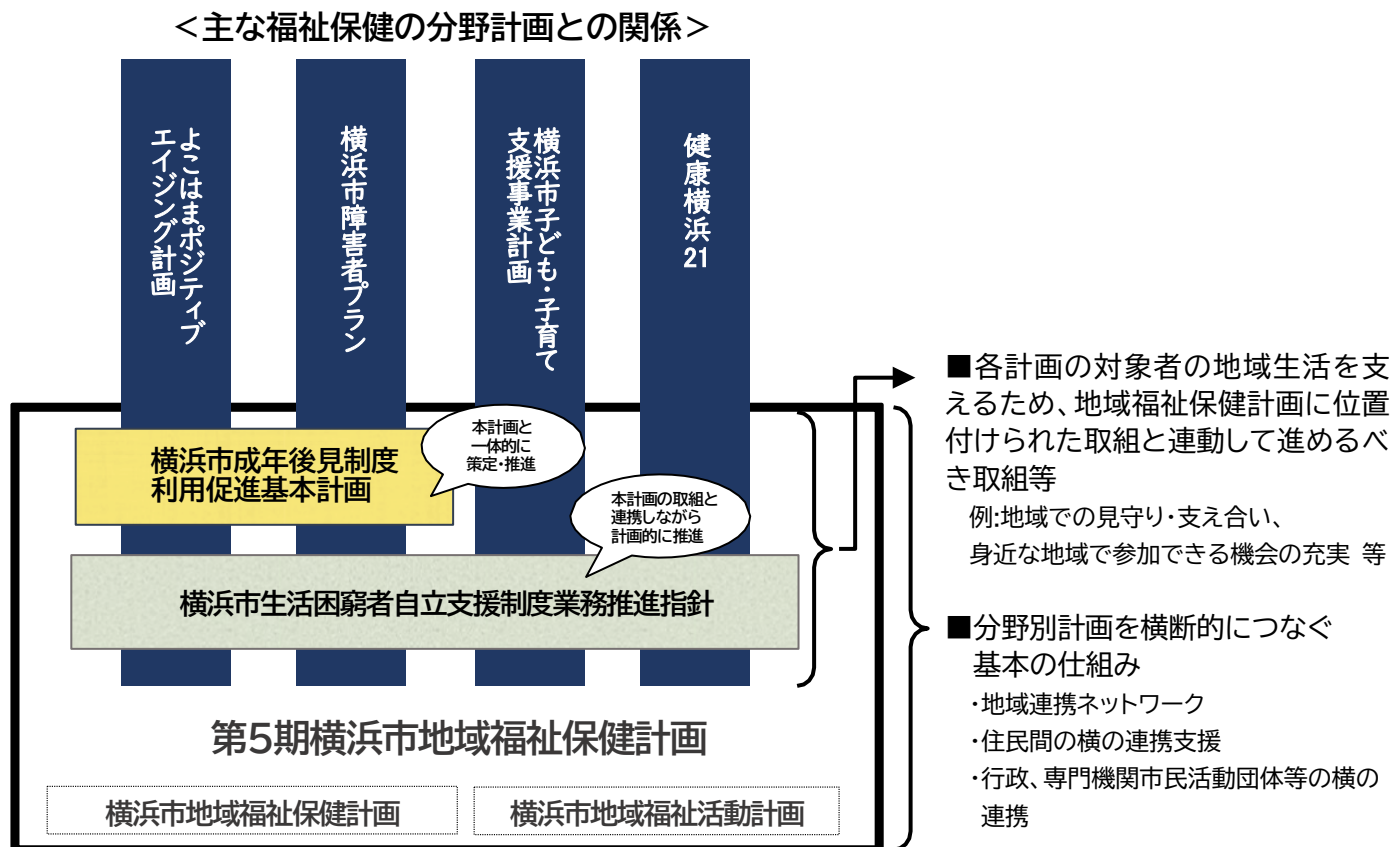 ＜主な福祉保健の分野計画との関係＞
よこはまポジティブ
エイジング計画
横浜市障害者プラン
横浜市子ども・子育て
支援事業計画
健康横浜21
横浜市成年後見制度
利用促進基本計画
本計画と
一体的に
策定・推進
本計画の取組と
連携しながら
計画的に推進
横浜市生活困窮者自立支援制度業務推進指針
第5期横浜市地域福祉保健計画
横浜市地域福祉保健計画
横浜市地域福祉活動計画
■各計画の対象者の地域生活を支
えるため、地域福祉保健計画に位置
付けられた取組と連動して進めるべ
き取組等
例:地域での見守り・支え合い、
身近な地域で参加できる機会の充実 等
■分野別計画を横断的につなぐ
基本の仕組み
・地域連携ネットワーク
・住民間の横の連携支援
・行政、専門機関市民活動団体等の横の
連携